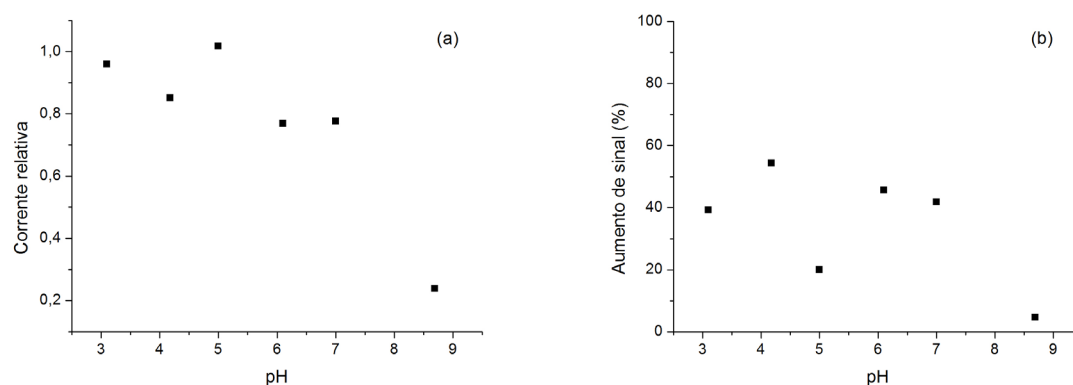 (a)
1,0
0,8
0,6
0,4
0,2
Corrente relativa
3 4 5 6 7 8 9
pH
(b)
100
80
60
40
20
0
Aumento de sinal (%)
3 4 5 6 7 8 9
pH